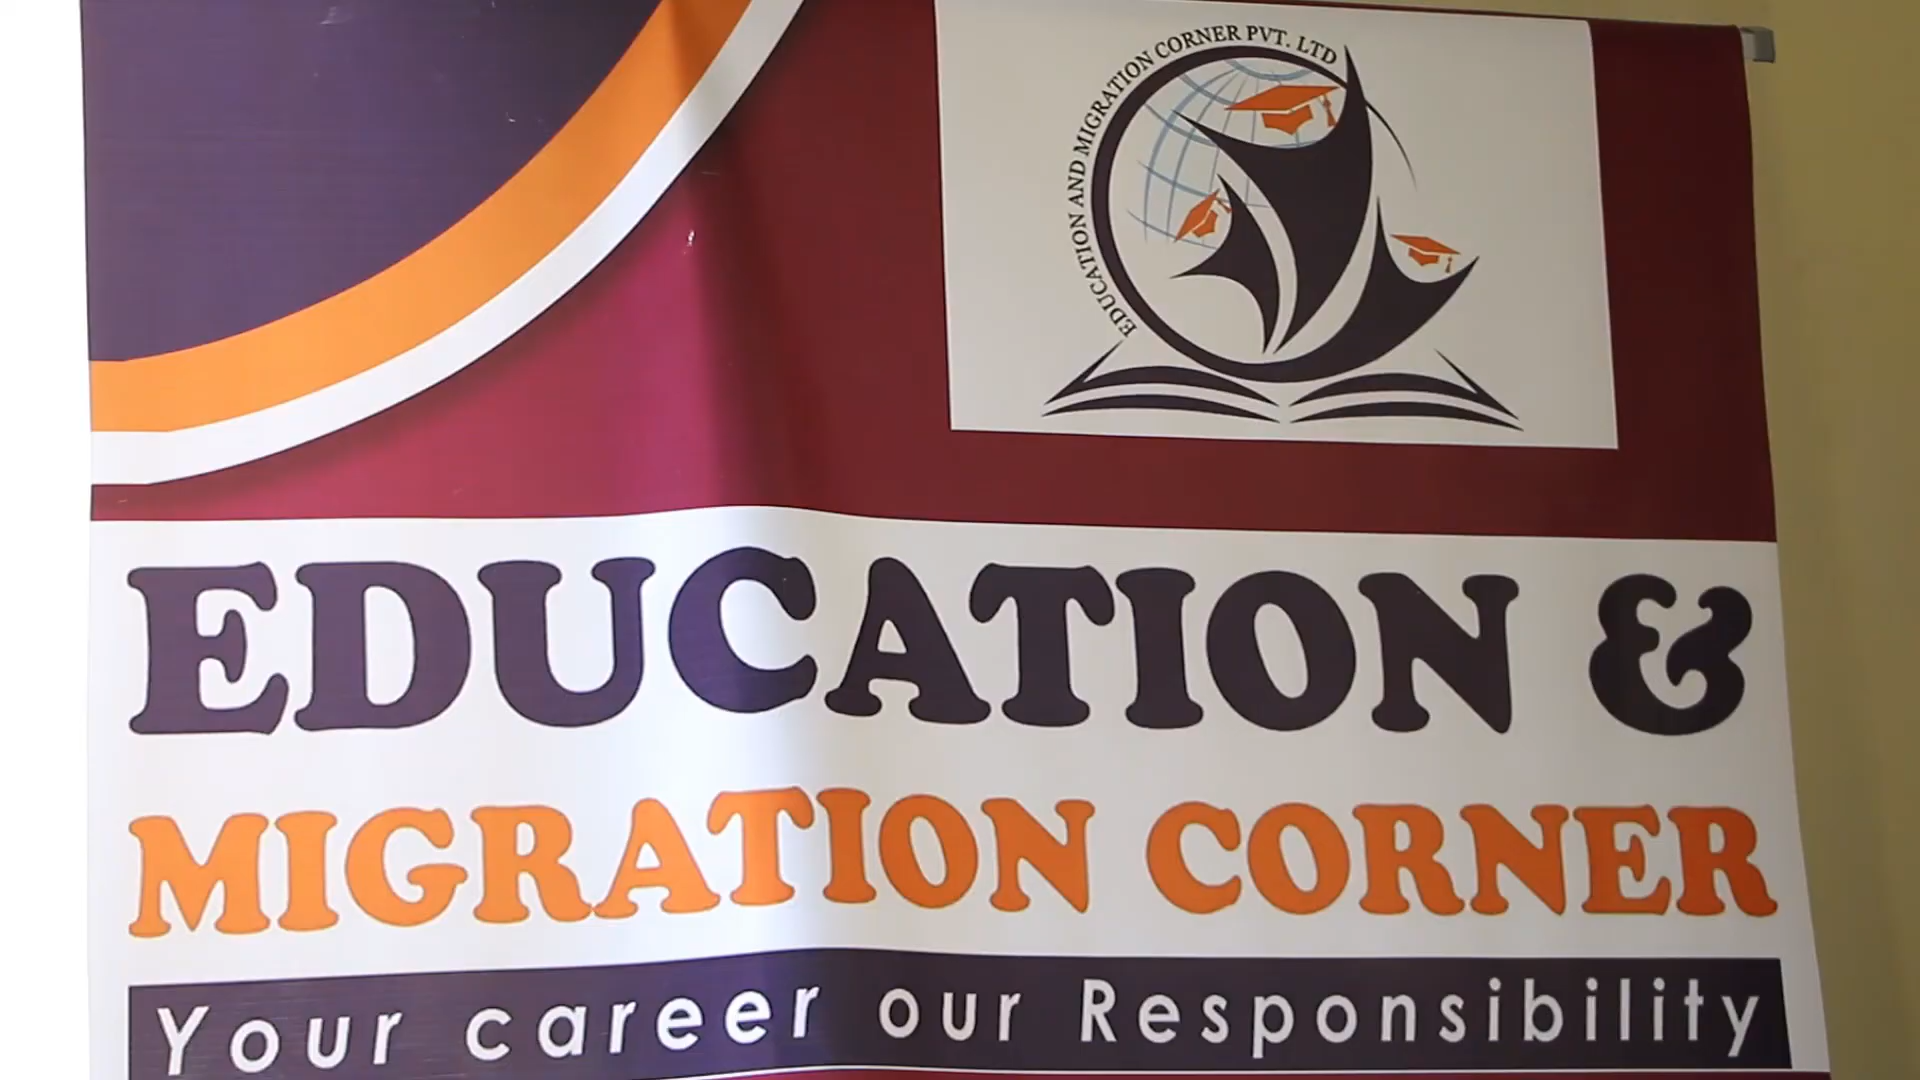 EDUCATION AND MIGRATION CORNER PVT. LTD
EDUCATION &
MIGRATION CORNER
Your career our Responsibility